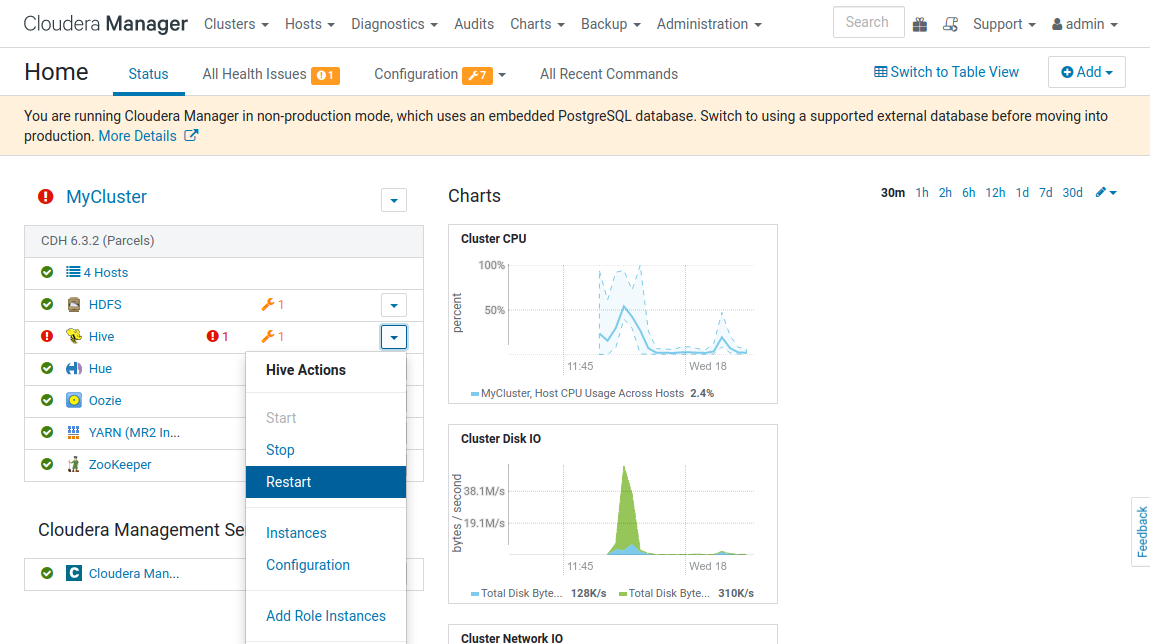 Cloudera Manager Clusters Hosts Diagnostics Audits Charts Backup Administration Search Support admin
Home Status All Health Issues 1 Configuration 7 All Recent Commands Switch to Table View Add
You are running Cloudera Manager in non-production mode, which uses an embedded PostgreSQL database. Switch to using a supported external database before moving into
production. More Details
MyCluster
CDH 6.3.2 (Parcels)
4 Hosts
HDFS 1
Hive 1 1
Hue
Oozie
YARN (MR2 In...
ZooKeeper
Cloudera Management Se
Cloudera Man...
Hive Actions
Start
Stop
Restart
Instances
Configuration
Add Role Instances
Charts
30m 1h 2h 6h 12h 1d 7d 30d
Cluster CPU
percent
100%
50%
11:45 Wed 18
MyCluster, Host CPU Usage Across Hosts 2.4%
Cluster Disk IO
bytes / second
38.1M/s
19.1M/s
11:45 Wed 18
Total Disk Byte... 128K/s Total Disk Byte... 310K/s
Cluster Network IO
Feedback